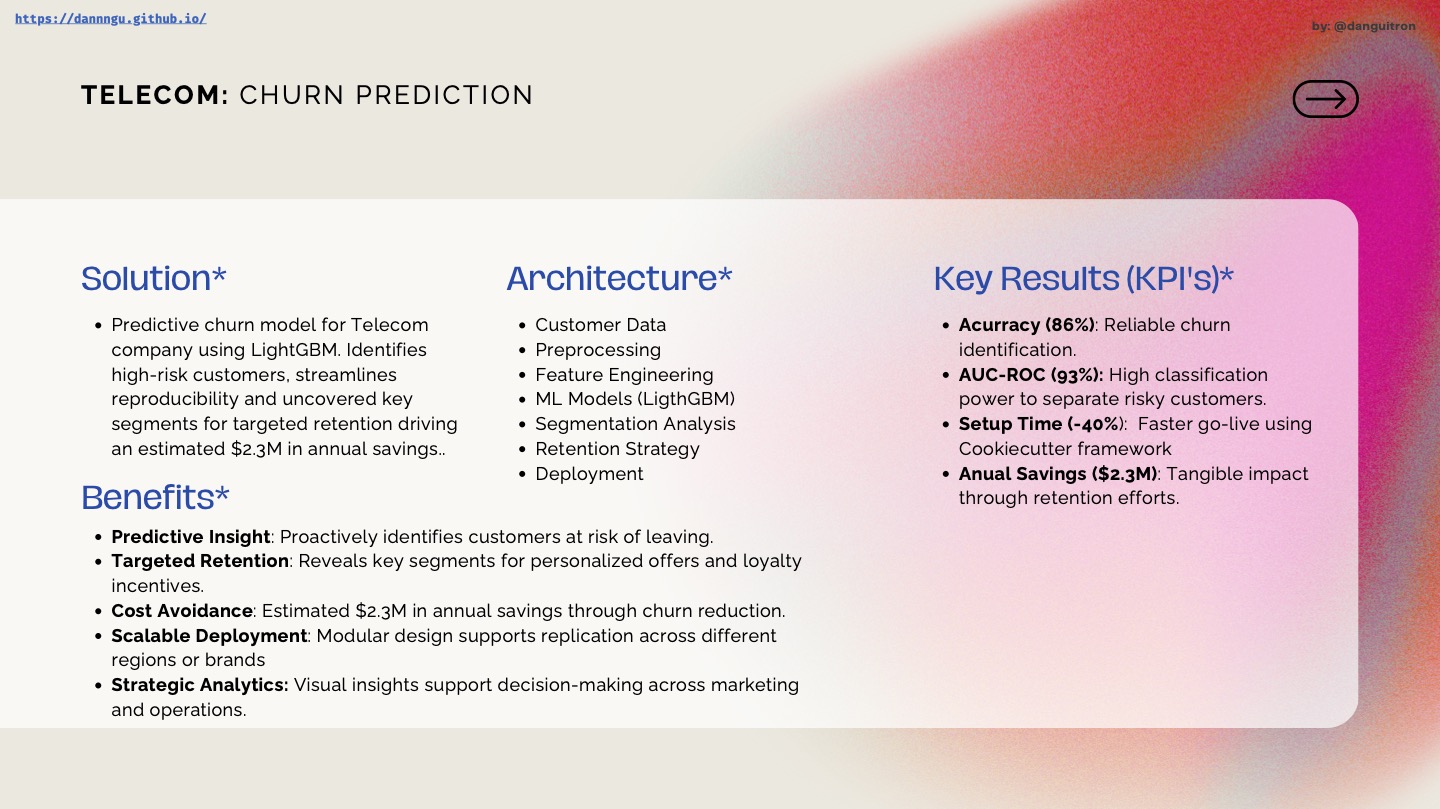 https://dannngu.github.io/
by: @danguitron
TELECOM: CHURN PREDICTION
Solution*
• Predictive churn model for Telecom
company using LightGBM. Identifies
high-risk customers, streamlines
reproducibility and uncovered key
segments for targeted retention driving
an estimated $2.3M in annual savings..
Architecture*
• Customer Data
• Preprocessing
• Feature Engineering
• ML Models (LigthGBM)
• Segmentation Analysis
• Retention Strategy
• Deployment
Key Results (KPI's)*
• Acurracy (86%): Reliable churn
identification.
• AUC-ROC (93%): High classification
power to separate risky customers.
• Setup Time (-40%):  Faster go-live using
Cookiecutter framework
• Anual Savings ($2.3M): Tangible impact
through retention efforts.
Benefits*
• Predictive Insight: Proactively identifies customers at risk of leaving.
• Targeted Retention: Reveals key segments for personalized offers and loyalty
incentives.
• Cost Avoidance: Estimated $2.3M in annual savings through churn reduction.
• Scalable Deployment: Modular design supports replication across different
regions or brands
• Strategic Analytics: Visual insights support decision-making across marketing
and operations.